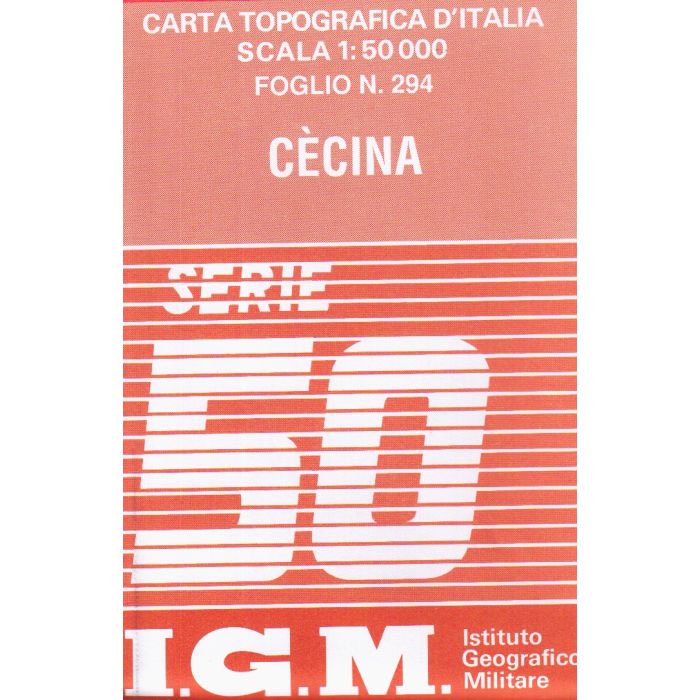 CARTA TOPOGRAFICA D'ITALIA
SCALA 1:50 000
FOGLIO N. 294
CÈCINA
SERIE
50
I.G.M. Istituto
Geografico
Militare